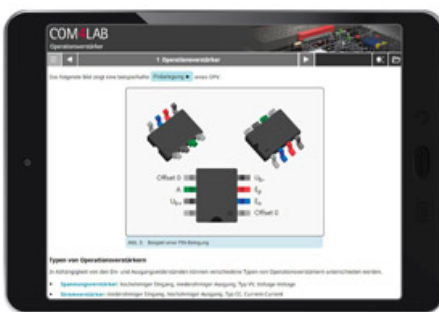 COM4LAB
Operationsverstärker
1 Operationsverstärker
Das folgende Bild zeigt eine beispielhafte Pinbelegung eines OPV.
Offset 0
A
Offset 0
Abb. 2: Beispiel einer PIN-Belegung
Typen von Operationsverstärkern
In Abhängigkeit von den Ein- und Ausgangswiderständen können verschiedene Typen von Operationsverstärkern unterschieden werden.
Spannungsverstärker: hochohmiger Eingang, niederohmiger Ausgang, Typ VV, Voltage-Voltage
Stromverstärker: niederohmiger Eingang, hochohmiger Ausgang, Typ CC, Current-Current